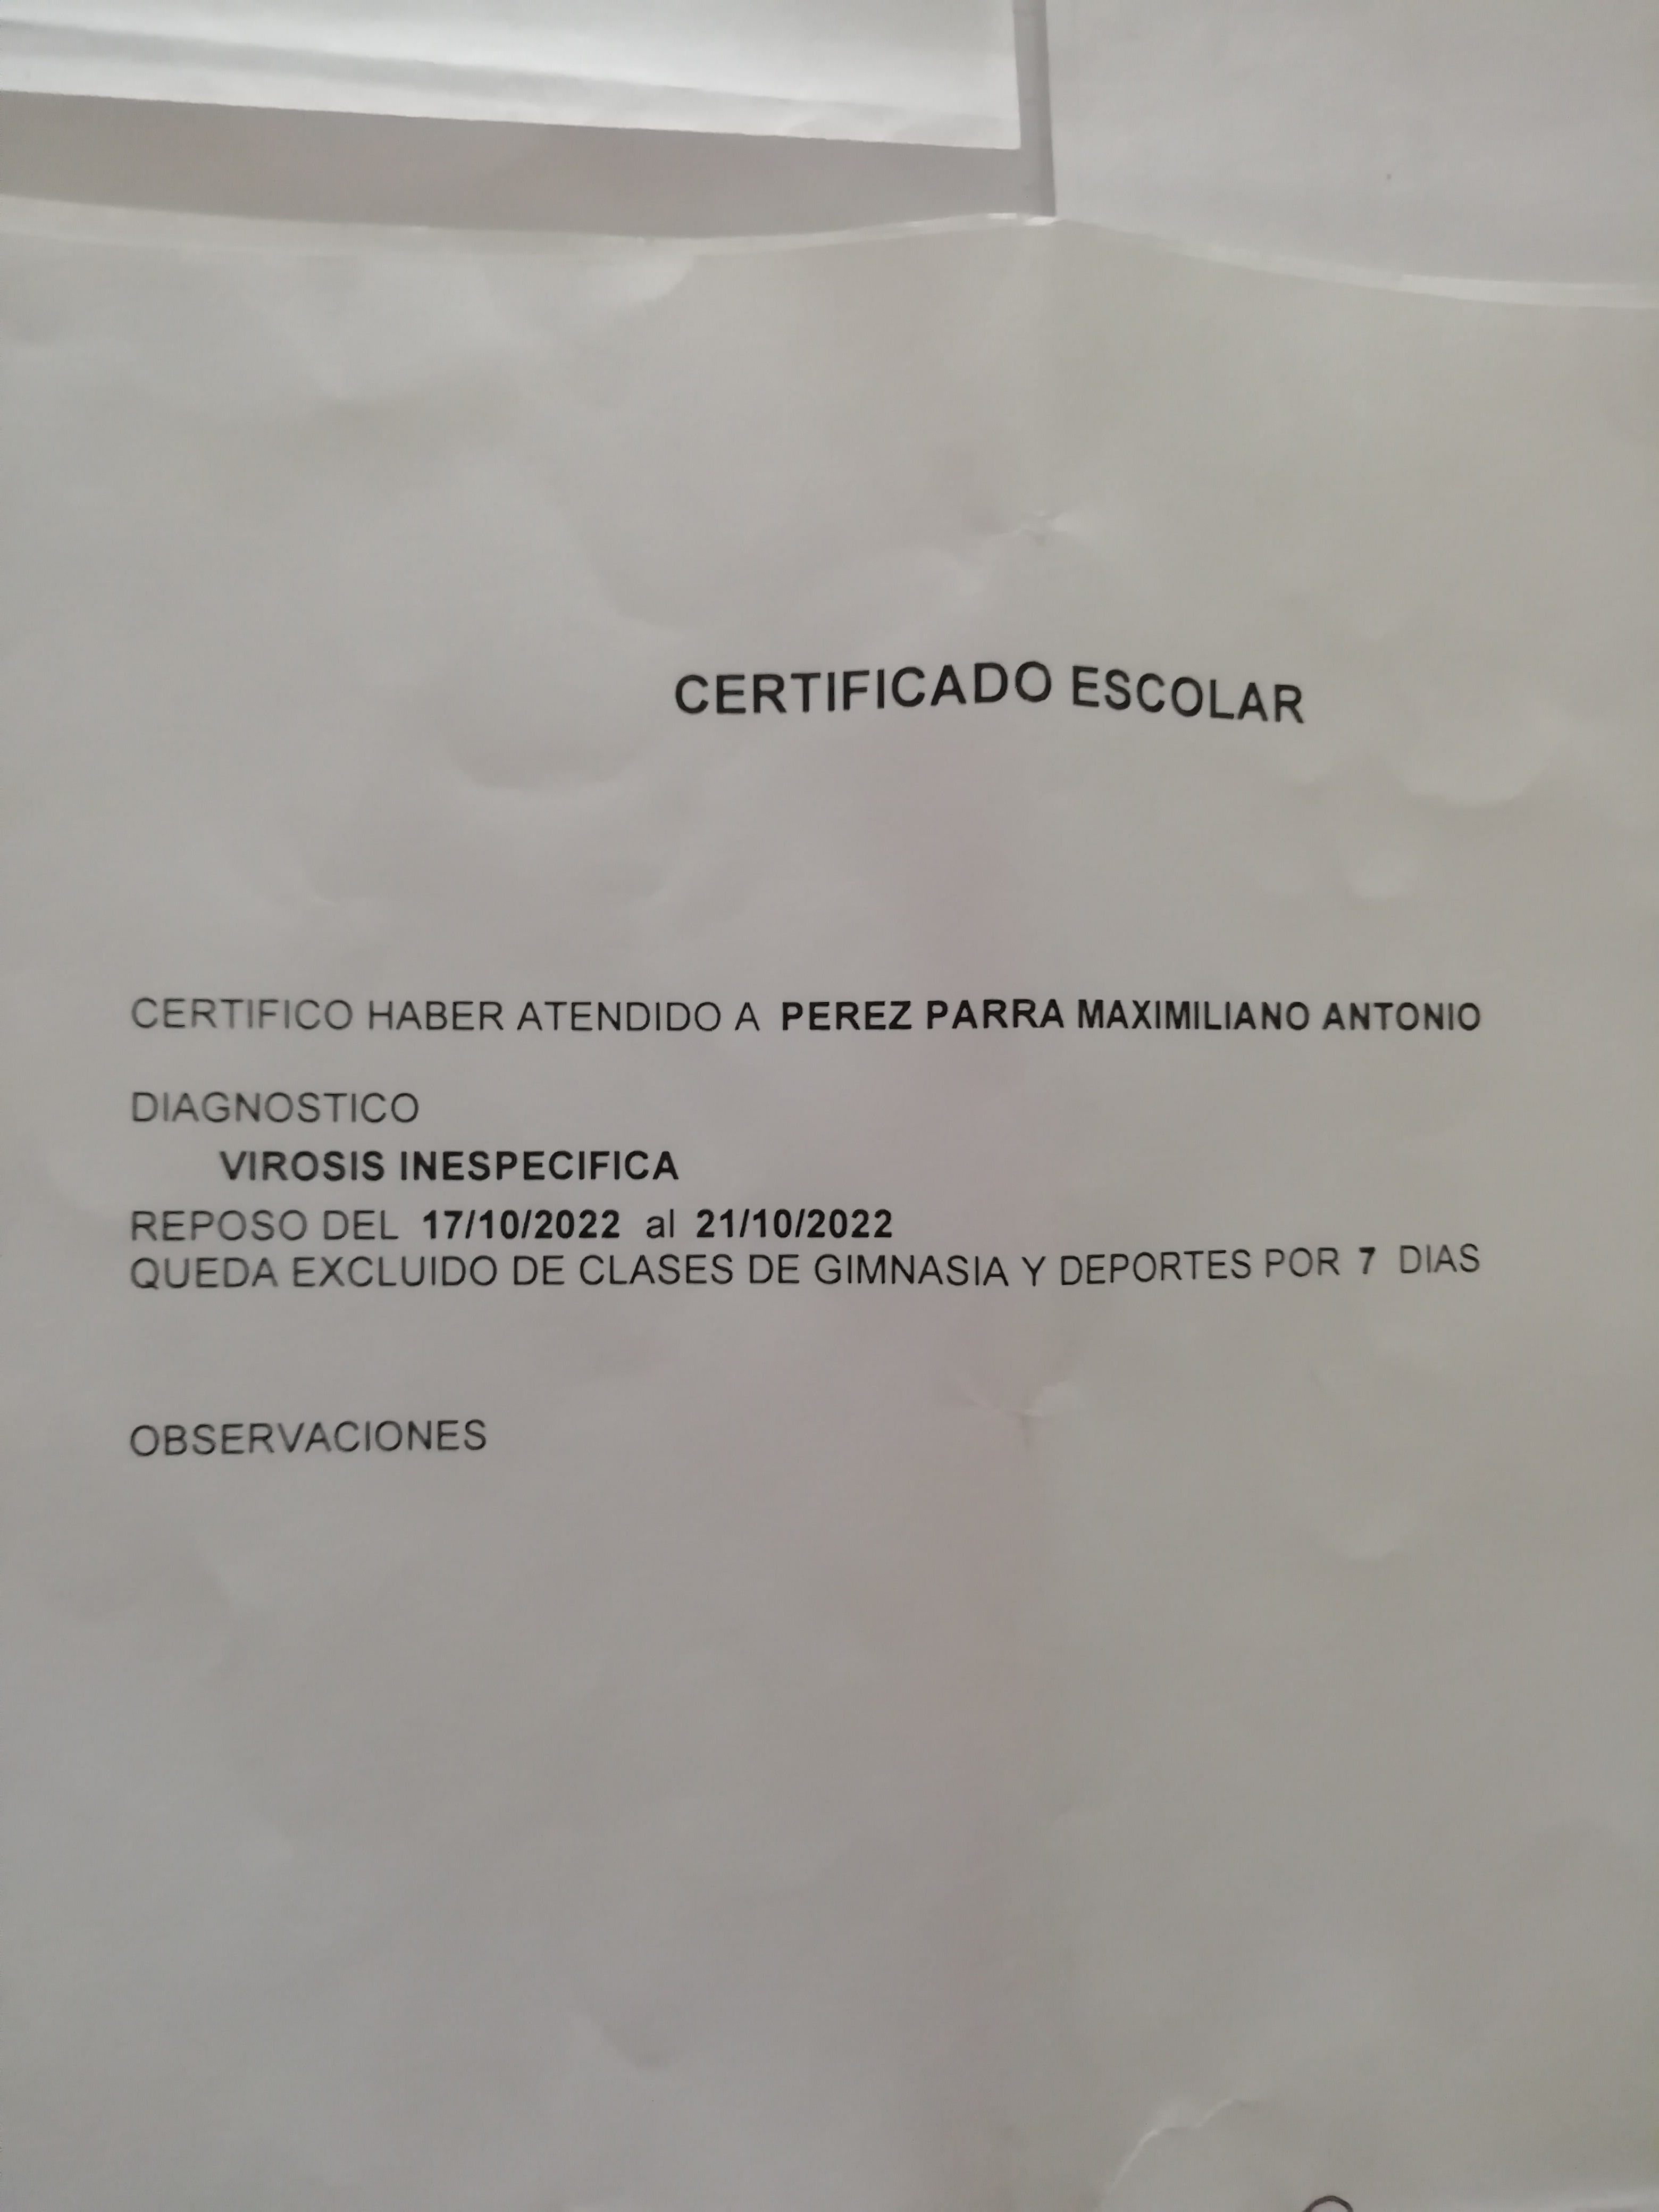 CERTIFICADO ESCOLAR
CERTIFICO HABER ATENDIDO A PEREZ PARRA MAXIMILIANO ANTONIO
DIAGNOSTICO
VIROSIS INESPECIFICA
REPOSO DEL 17/10/2022 al 21/10/2022
QUEDA EXCLUIDO DE CLASES DE GIMNASIA Y DEPORTES POR 7 DIAS
OBSERVACIONES